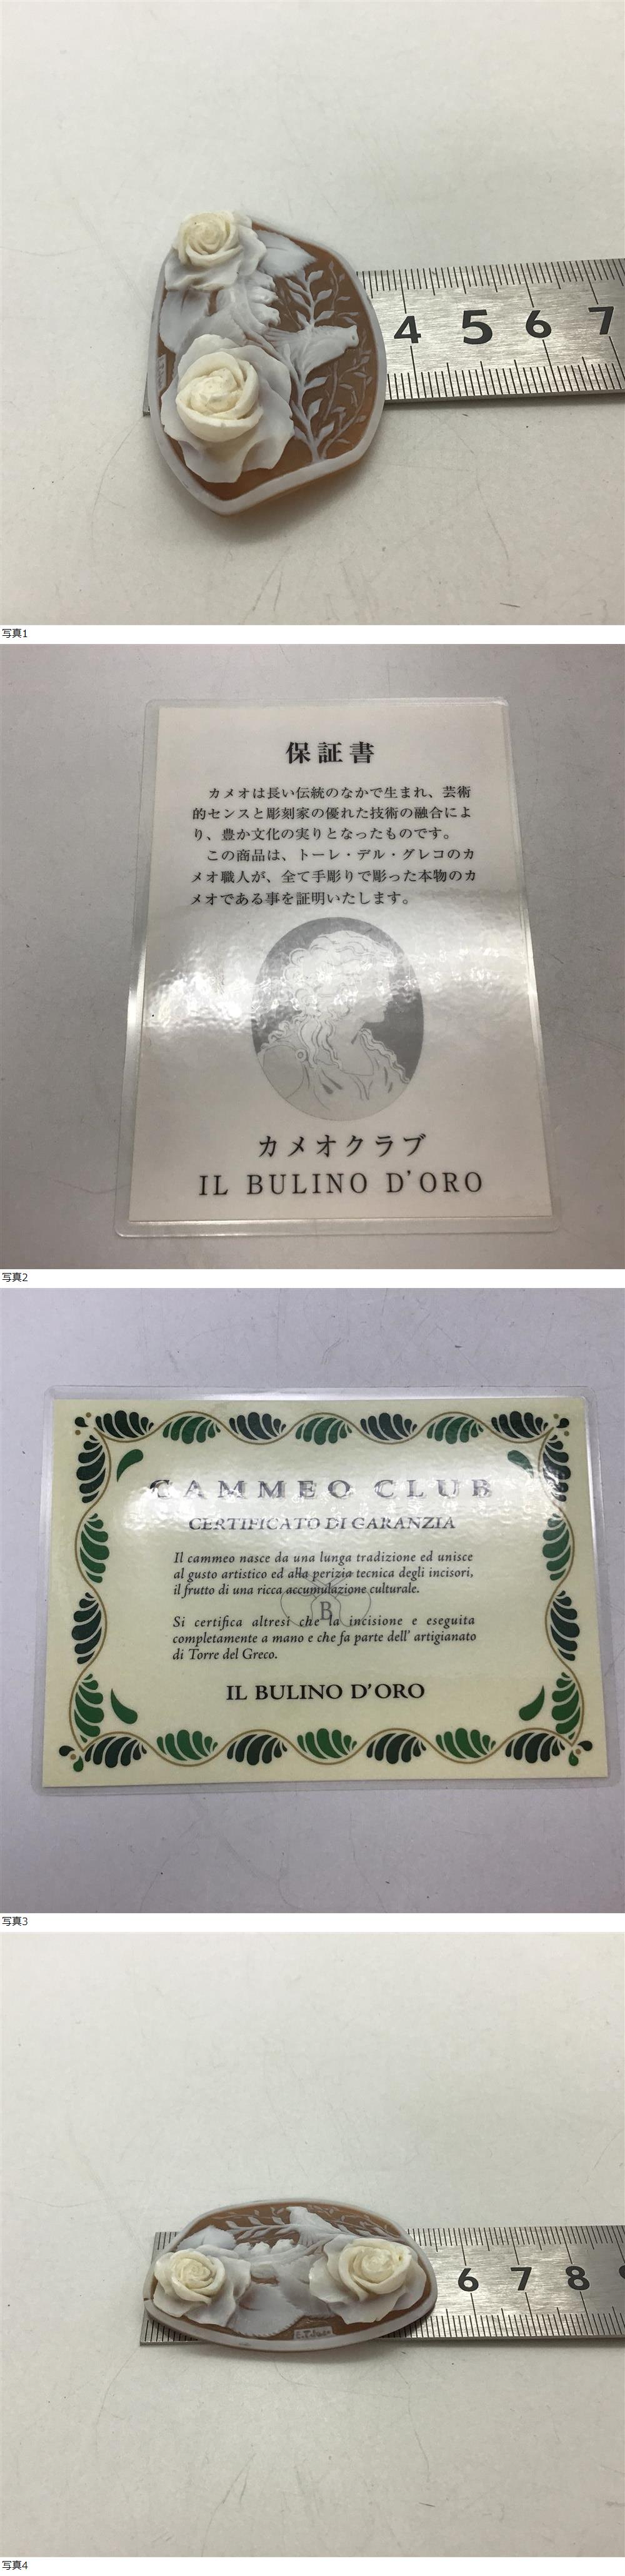 4 5 6 7
写真1
保証書
カメオは長い伝統のなかで生まれ、芸術
的センスと彫刻家の優れた技術の融合によ
り、豊か文化の実りとなったものです。
この商品は、トーレ・デル・グレコのカ
メオ職人が、全て手彫りで彫った本物のカ
メオである事を証明いたします。
カメオクラブ
IL BULINO D'ORO
写真2
CAMMEO CLUB
CERTIFICATO DI GARANZIA
Il cammeo nasce da una lunga tradizione ed unisce
al gusto artistico ed alla perizia tecnica degli incisori,
il frutto di una ricca accumulazione culturale.
B
Si certifica altresì che la incisione e eseguita
completamente a mano e che fa parte dell' artigianato
di Torre del Greco.
IL BULINO D'ORO
写真3
6 7 8
写真4